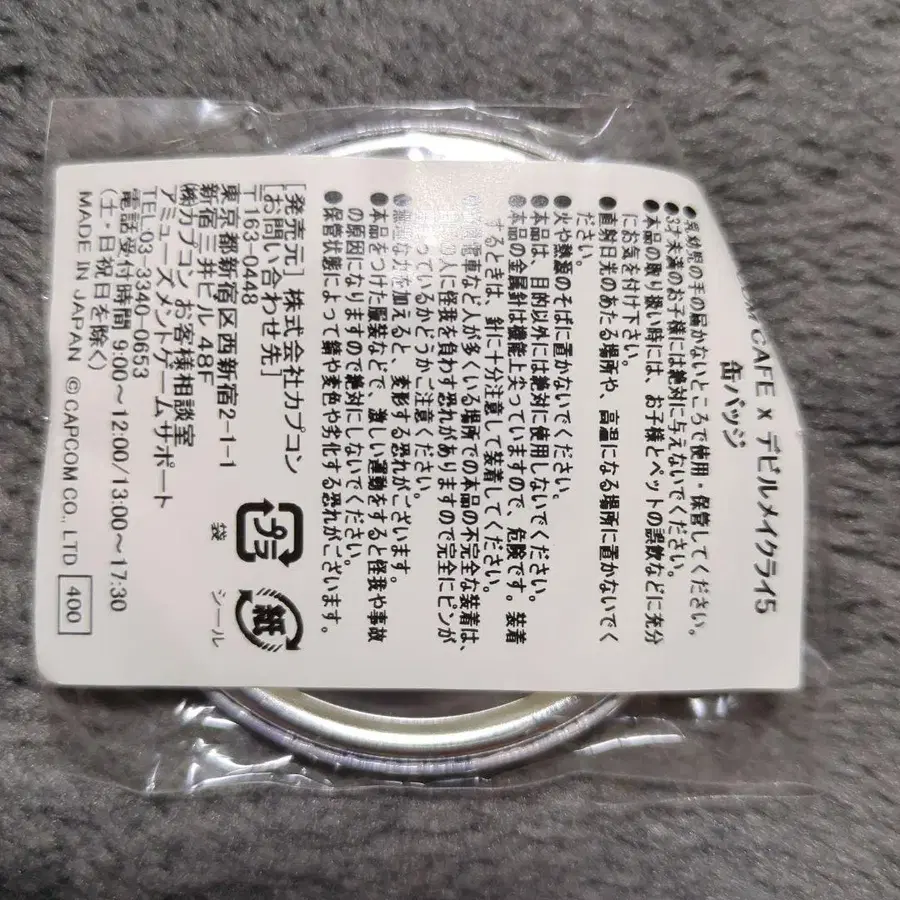 CAFE × デビルメイクライ5
缶バッジ
●乳幼児の手の届かないところで使用・保管してください。
●3才未満のお子様には絶対に与えないでください。
●本品の取り扱い時には、お子様とペットの誤飲などに充分
にお気を付け下さい。
●直射日光のあたる場所や、高温になる場所に置かないでく
ださい。
●火や熱源のそばに置かないでください。
●本品は、目的以外には絶対に使用しないでください。
●本品の金属針は機能上尖っていますので、危険です。装着
するときは、針に十分注意して装着してください。
電車など人が多くいる場所での本品の不完全な装着は、
人に怪我を負わす恐れがありますので完全にピンが
っているかどうかご注意ください。
力を加えると、変形する恐れがございます。
●本品をつけた服装などで、激しい運動をすると怪我や事故
の原因になりますので絶対にしないでください。
●保管状態によって錆や変色や劣化する恐れがございます。
[発売元] 株式会社カプコン
[お問い合わせ先]
〒163-0448
東京都新宿区西新宿2-1-1
新宿三井ビル 48F
㈱カプコン お客様相談室
アミューズメントゲームサポート
TEL:03-3340-0653
電話受付時間 9:00~12:00/13:00~17:30
(土・日祝日を除く)
MADE IN JAPAN ©CAPCOM CO., LTD 400
プラ
袋
紙
シール